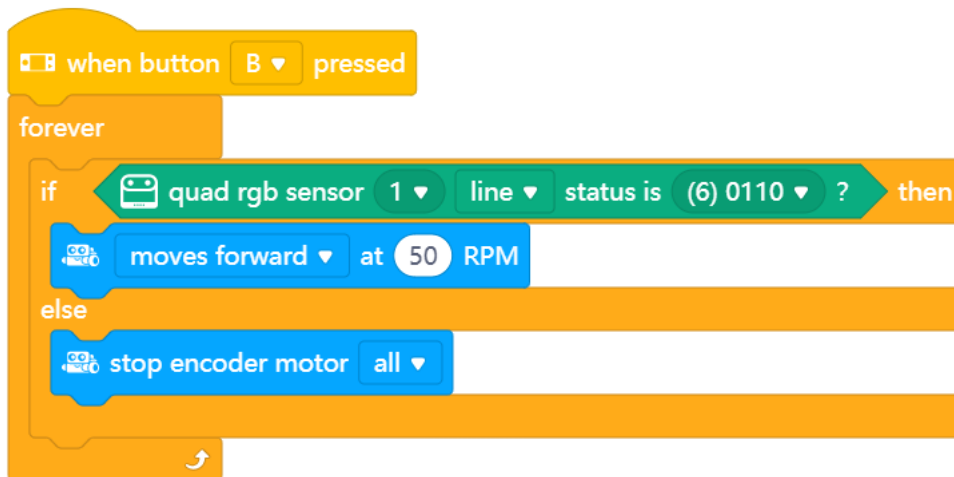 when button B pressed
forever
if quad rgb sensor 1 line status is (6) 0110 ? then
moves forward at 50 RPM
else
stop encoder motor all